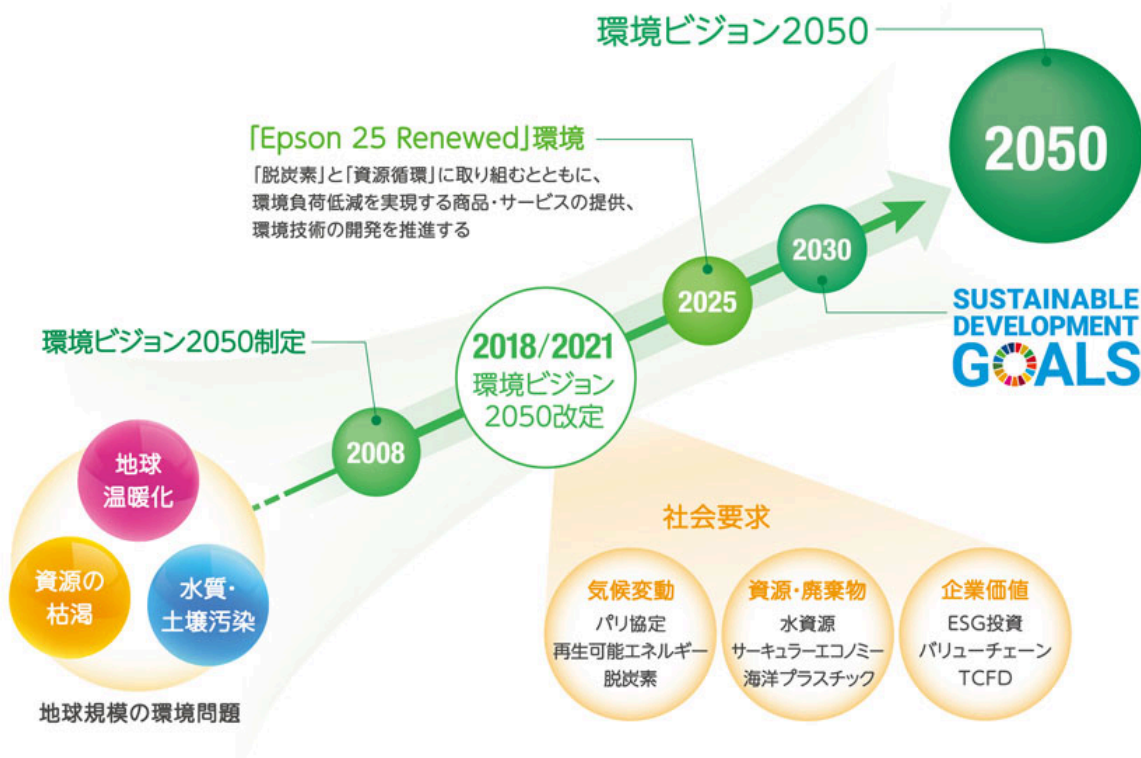 環境ビジョン2050
2050
「Epson 25 Renewed」環境
「脱炭素」と「資源循環」に取り組むとともに、
環境負荷低減を実現する商品・サービスの提供、
環境技術の開発を推進する
2030
2025
SUSTAINABLE
DEVELOPMENT
GOALS
環境ビジョン2050制定
2018/2021
環境ビジョン
2050改定
2008
地球
温暖化
資源の
枯渇
水質・
土壌汚染
地球規模の環境問題
社会要求
気候変動
パリ協定
再生可能エネルギー
脱炭素
資源・廃棄物
水資源
サーキュラーエコノミー
海洋プラスチック
企業価値
ESG投資
バリューチェーン
TCFD